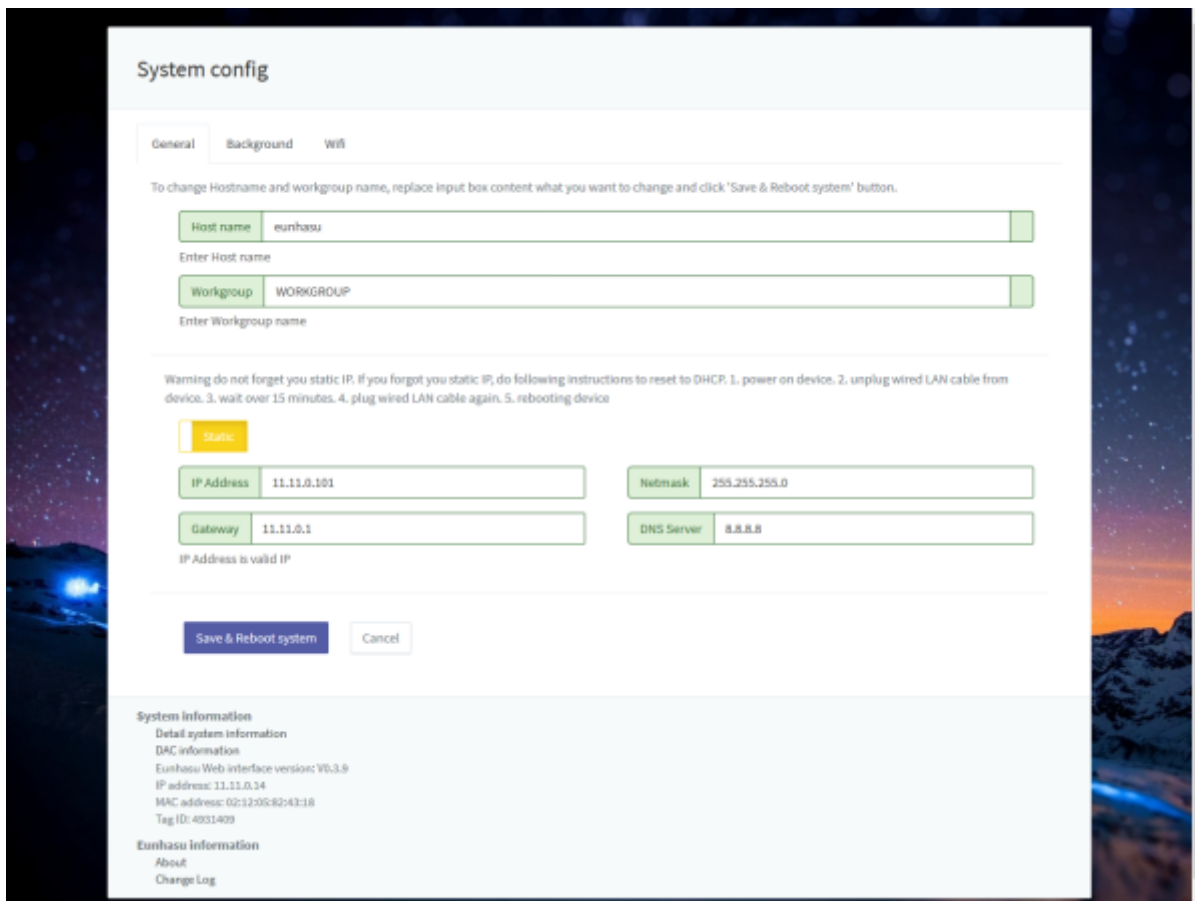 System config
General Background Wifi
To change Hostname and workgroup name, replace input box content what you want to change and click 'Save & Reboot system' button.
Host name eunhasu
Enter Host name
Workgroup WORKGROUP
Enter Workgroup name
Warning do not forget you static IP. If you forgot you static IP, do following instructions to reset to DHCP. 1. power on device. 2. unplug wired LAN cable from
device. 3. wait over 15 minutes. 4. plug wired LAN cable again. 5. rebooting device
Static
IP Address 11.11.0.101 Netmask 255.255.255.0
Gateway 11.11.0.1 DNS Server 8.8.8.8
IP Address is valid IP
Save & Reboot system Cancel
System information
Detail system information
DAC information
Eunhasu Web interface version: V0.3.9
IP address: 11.11.0.14
MAC address: 02:12:05:82:43:18
Tag ID: 4931409
Eunhasu information
About
Change Log